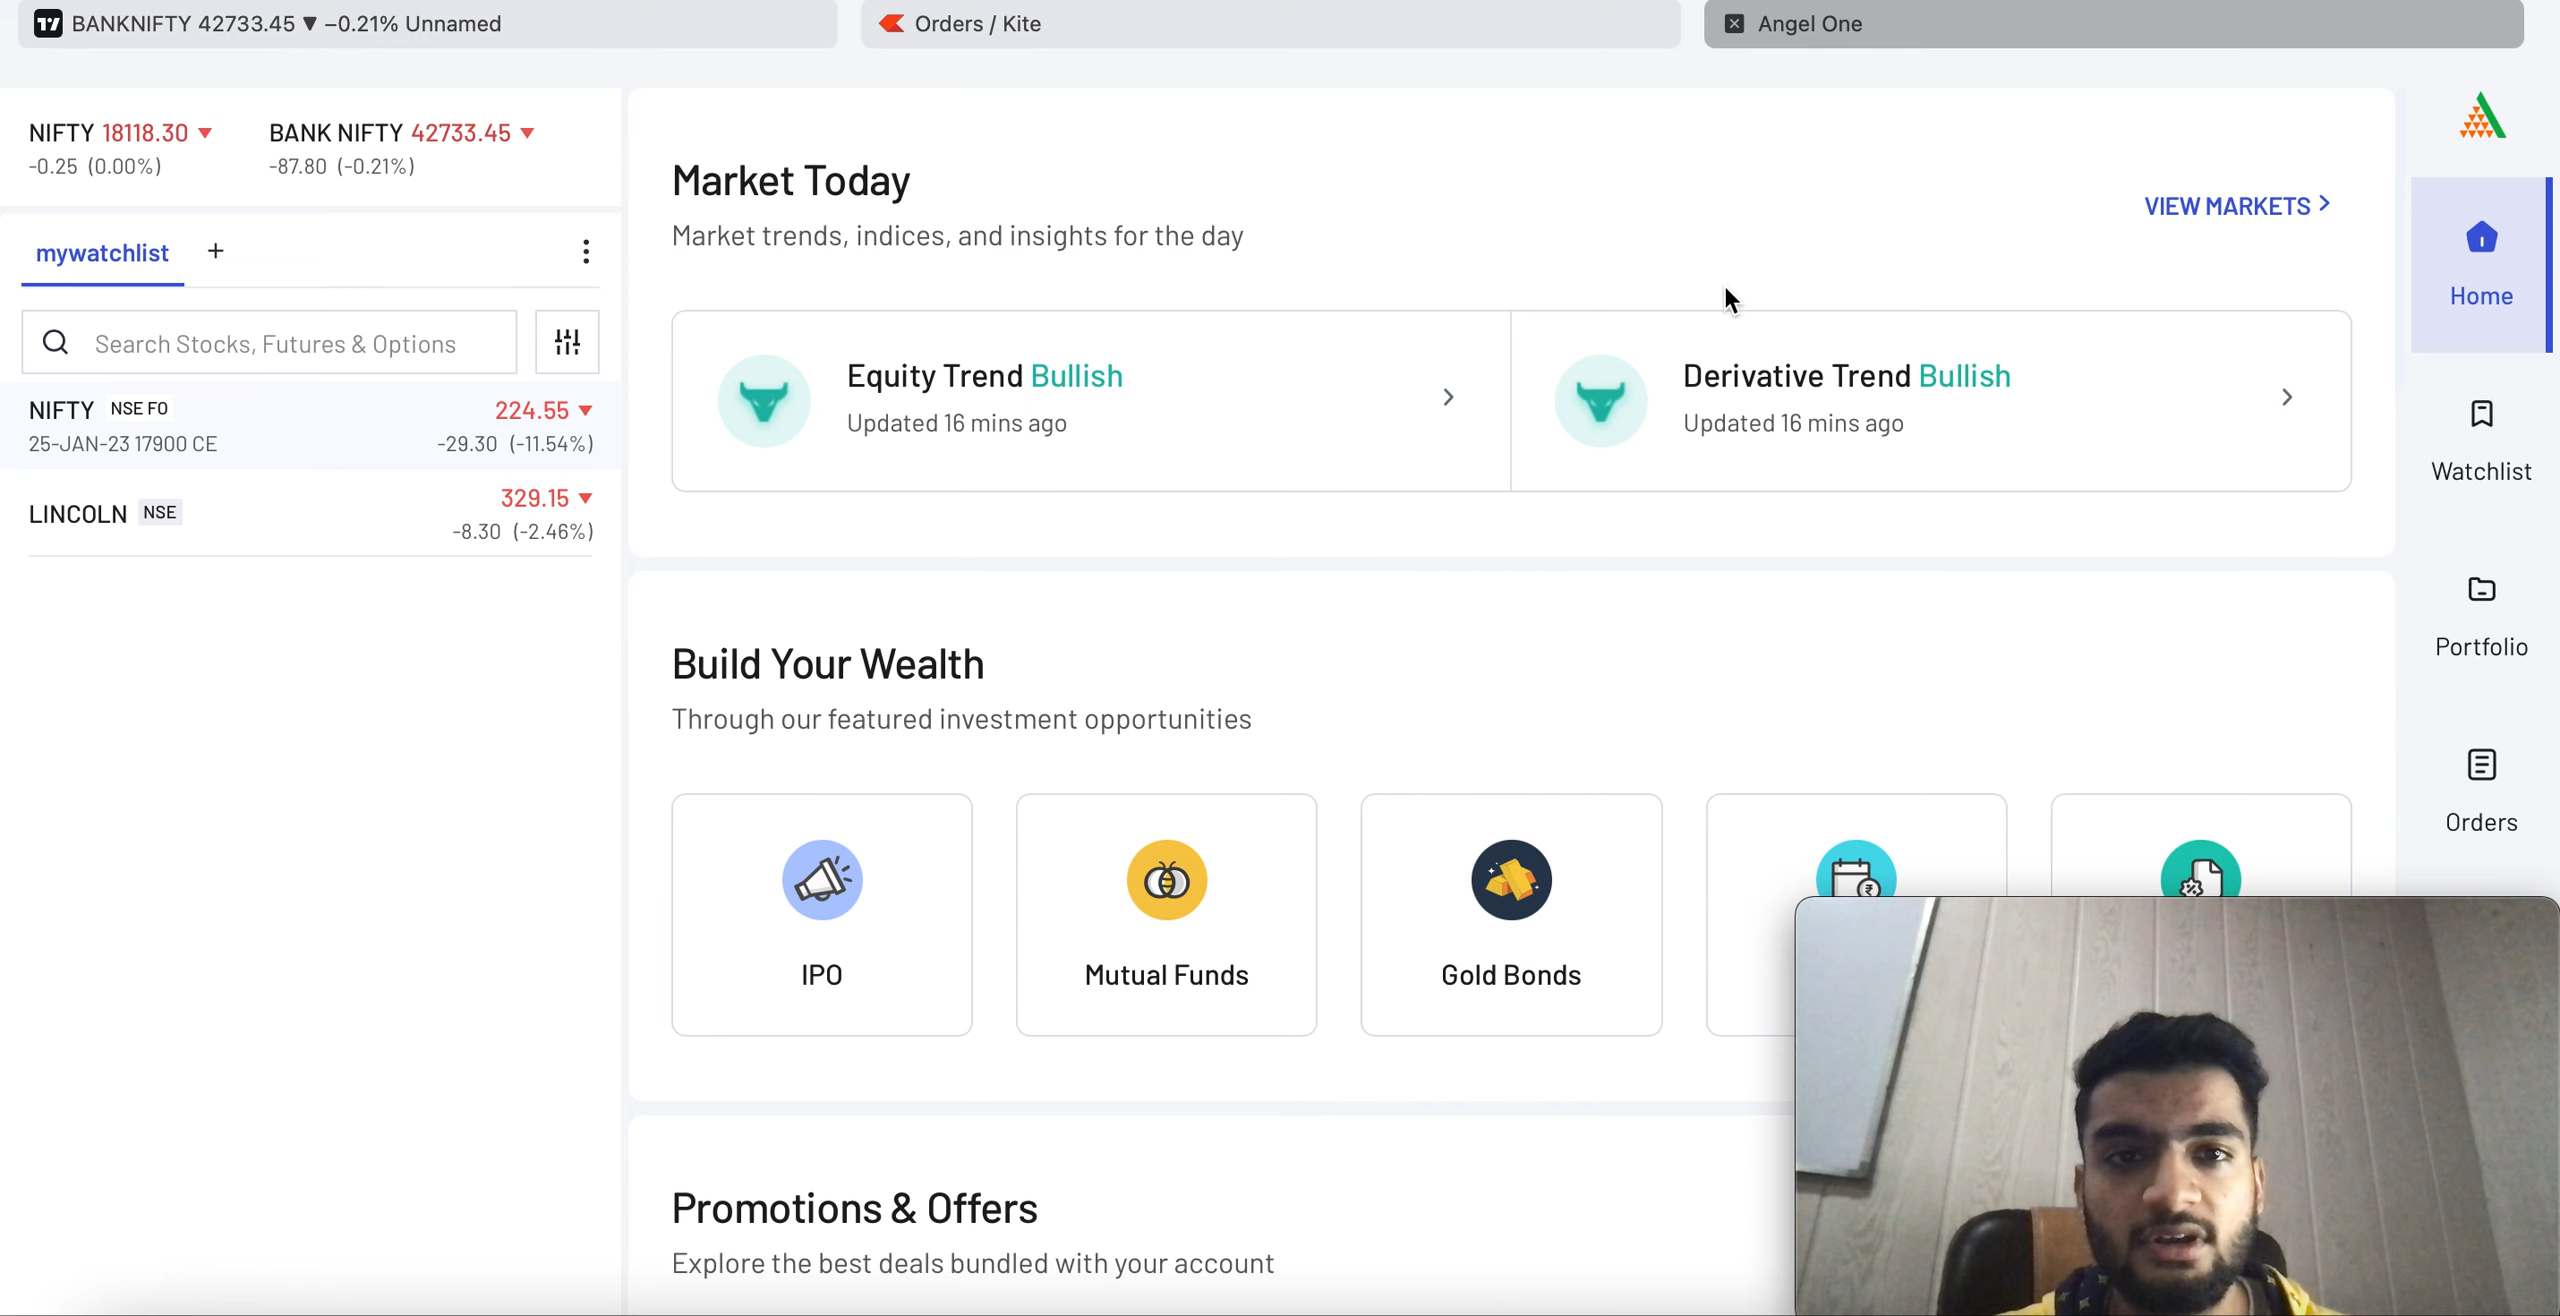 BANKNIFTY 42733.45 ▼ −0.21% Unnamed
Orders / Kite
Angel One
NIFTY 18118.30 ▼
-0.25 (0.00%)
BANK NIFTY 42733.45 ▼
-87.80 (-0.21%)
mywatchlist +
Search Stocks, Futures & Options
NIFTY NSE FO 224.55 ▼
25-JAN-23 17900 CE -29.30 (-11.54%)
LINCOLN NSE 329.15 ▼
-8.30 (-2.46%)
Market Today
Market trends, indices, and insights for the day
VIEW MARKETS >
Equity Trend Bullish
Updated 16 mins ago
Derivative Trend Bullish
Updated 16 mins ago
Build Your Wealth
Through our featured investment opportunities
IPO
Mutual Funds
Gold Bonds
Promotions & Offers
Explore the best deals bundled with your account
Home
Watchlist
Portfolio
Orders